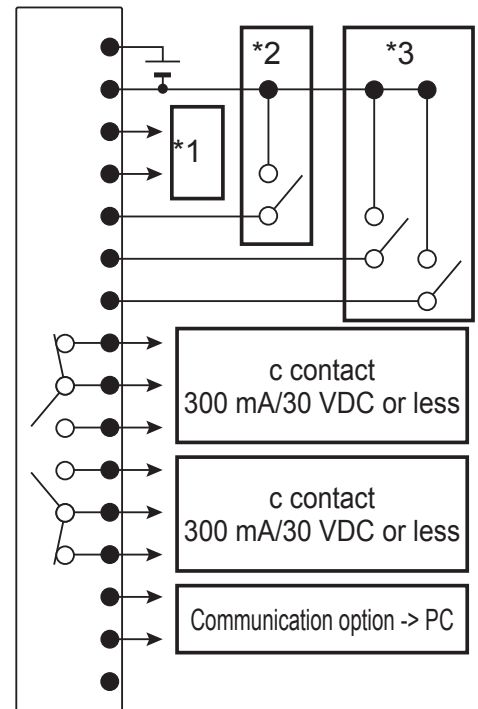 *2
*3
*1
c contact
300 mA/30 VDC or less
c contact
300 mA/30 VDC or less
Communication option -> PC